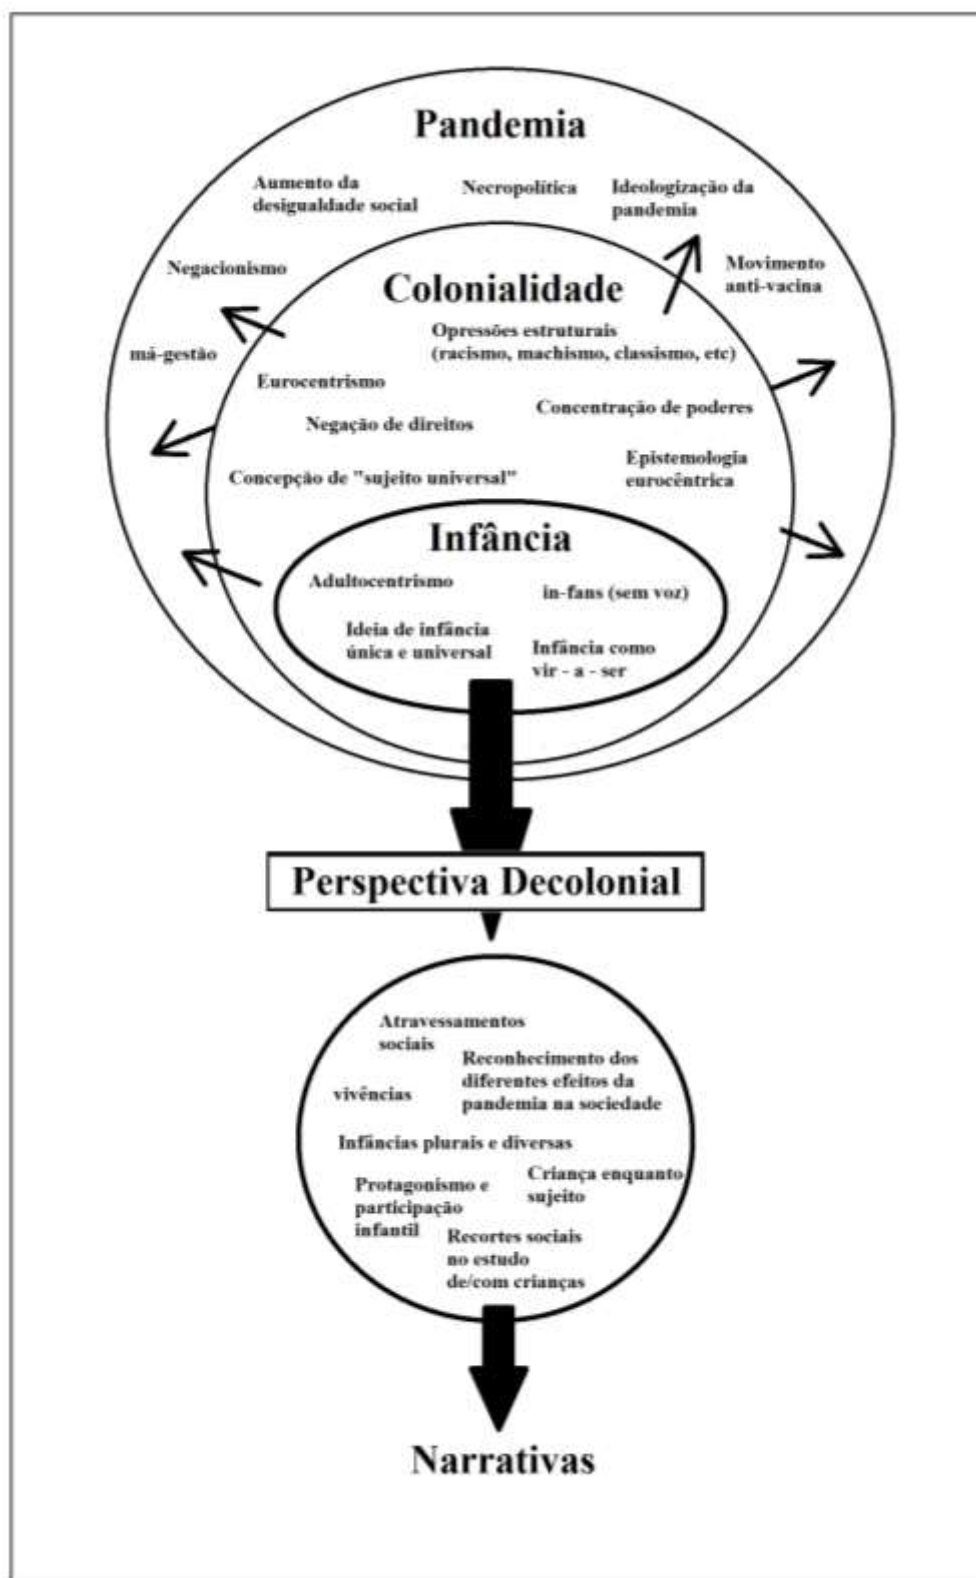 Pandemia
Aumento da
desigualdade social
Necropolítica
Ideologização da
pandemia
Negacionismo
Movimento
anti-vacina
má-gestão
Colonialidade
Opressões estruturais
(racismo, machismo, classismo, etc)
Eurocentrismo
Concentração de poderes
Negação de direitos
Epistemologia
eurocêntrica
Concepção de "sujeito universal"
Infância
Adultocentrismo
in-fans (sem voz)
Ideia de infância
única e universal
Infância como
vir - a - ser
Perspectiva Decolonial
Atravessamentos
sociais
Reconhecimento dos
diferentes efeitos da
pandemia na sociedade
vivências
Infâncias plurais e diversas
Criança enquanto
sujeito
Protagonismo e
participação
infantil
Recortes sociais
no estudo
de/com crianças
Narrativas